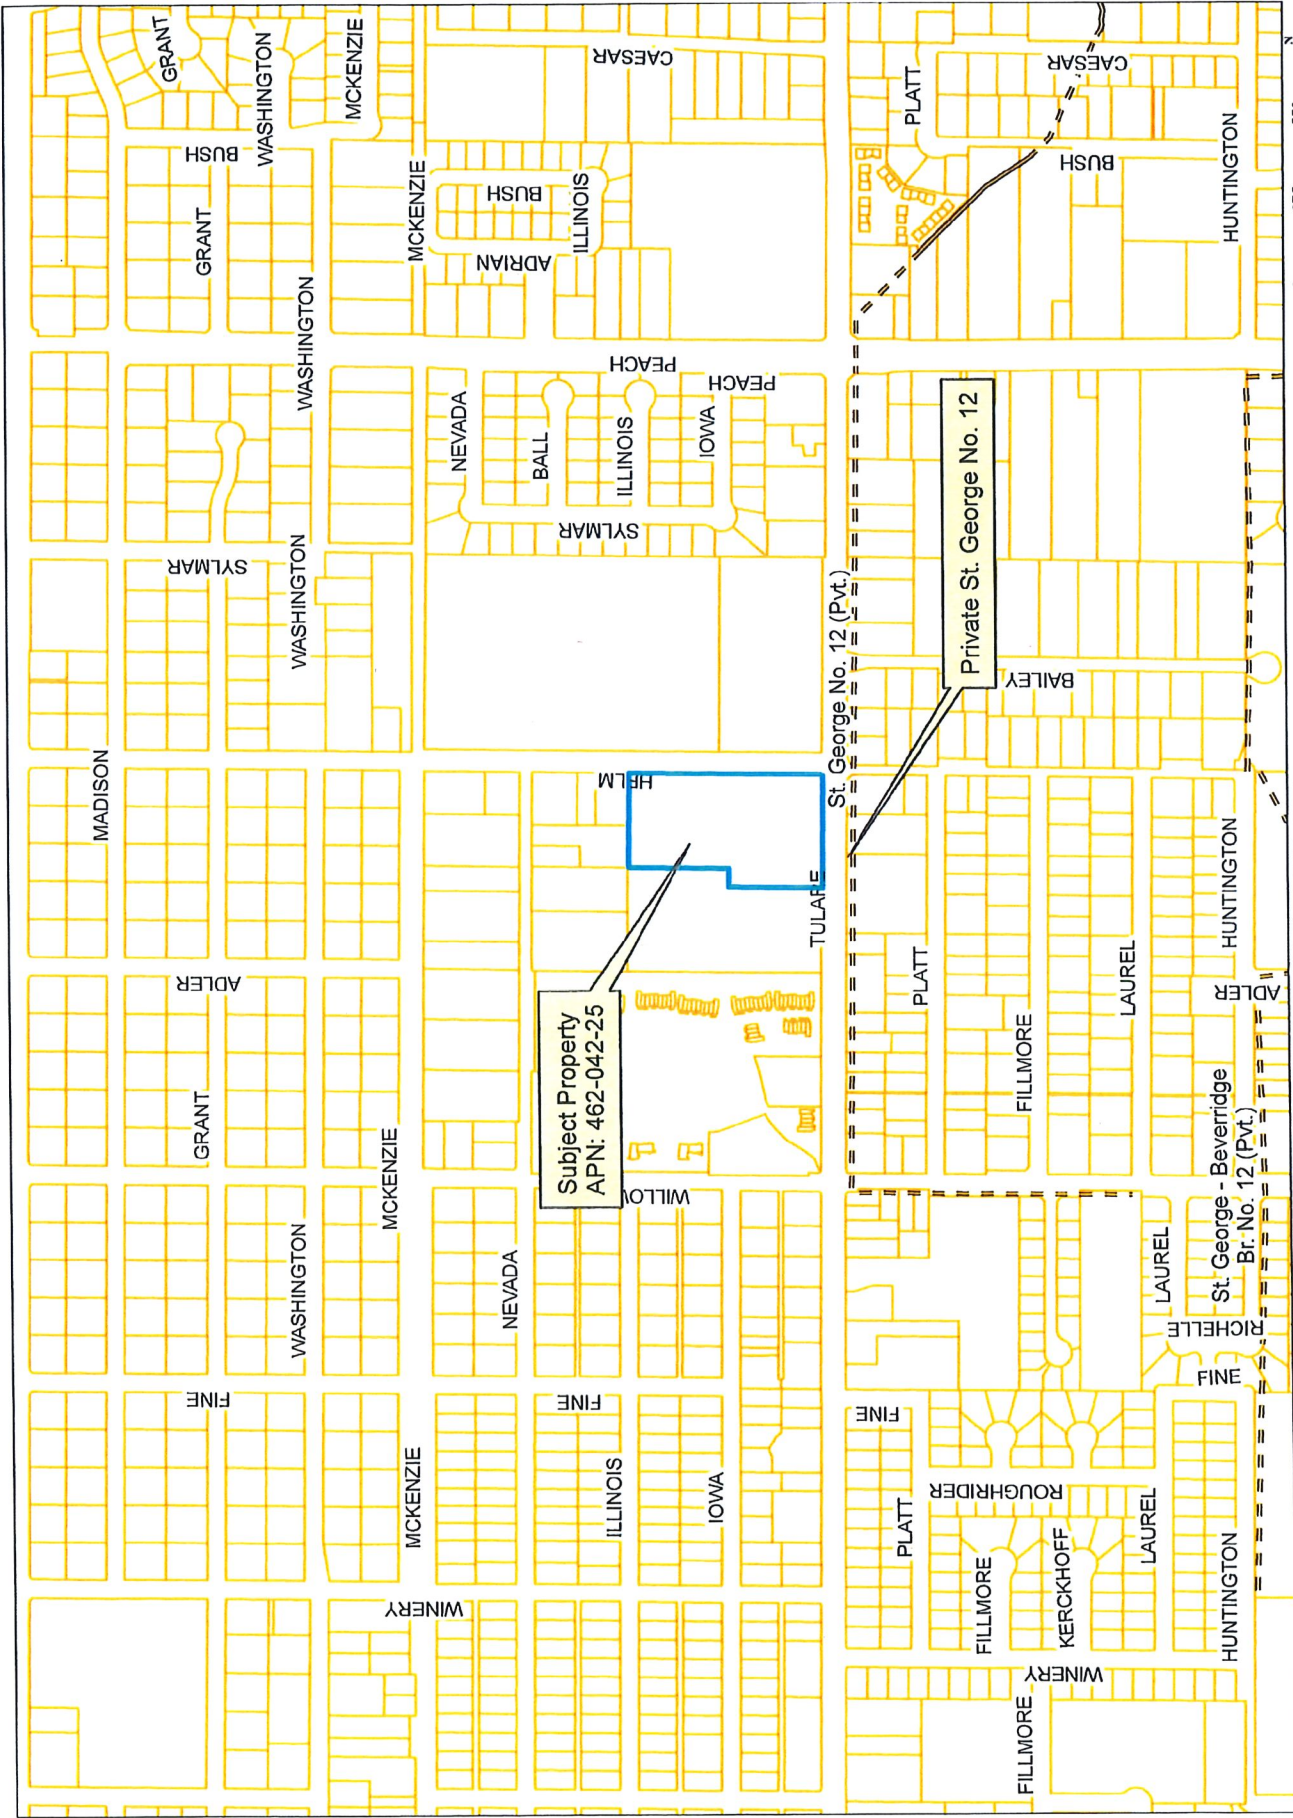 MADISON
GRANT
FINE
GRANT
ADLER
SYLMAR
GRANT
BUSH
WASHINGTON
WASHINGTON
WASHINGTON
WASHINGTON
MCKENZIE
WINERY
MCKENZIE
MCKENZIE
MCKENZIE
NEVADA
NEVADA
ADRIAN
BUSH
BALL
Subject Property
APN: 462-042-25
FINE
ILLINOIS
ILLINOIS
ILLINOIS
SYLMAR
PEACH
CAESAR
HELM
IOWA
IOWA
PEACH
TULARE
St. George No. 12 (Pvt.)
Private St. George No. 12
FINE
PLATT
PLATT
PLATT
ROUGHRIDER
FILLMORE
FILLMORE
FILLMORE
BAILEY
WINERY
KERCKHOFF
BUSH
CAESAR
LAUREL
LAUREL
LAUREL
RICHELLE
FINE
St. George - Beverridge
Br. No. 12 (Pvt.)
HUNTINGTON
HUNTINGTON
HUNTINGTON
ADLER